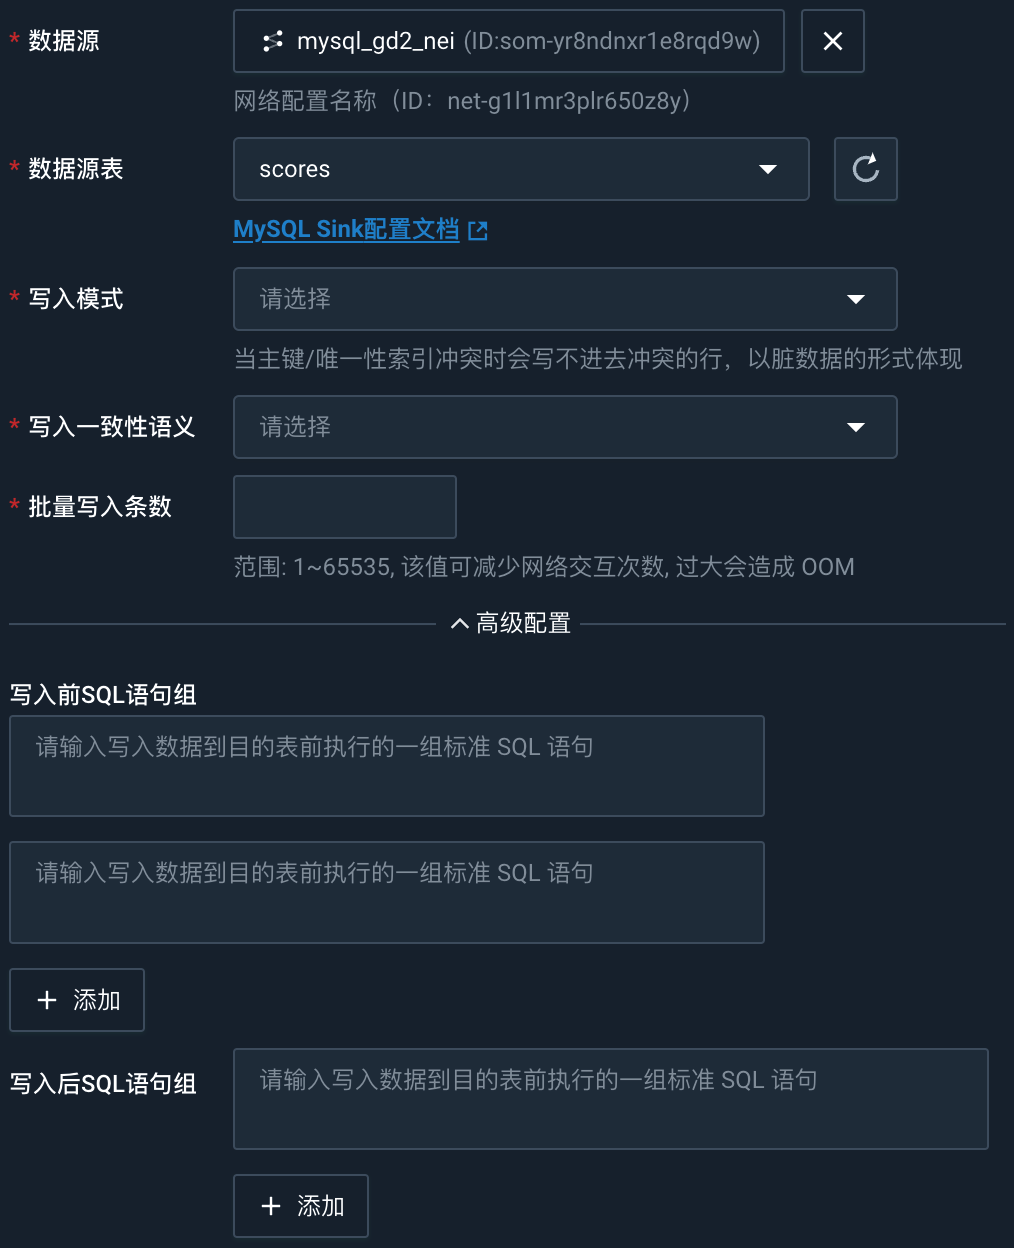 * 数据源
mysql_gd2_nei (ID:som-yr8ndnxr1e8rqd9w)
网络配置名称（ID：net-g1l1mr3plr650z8y）
* 数据源表
scores
MySQL Sink配置文档
* 写入模式
请选择
当主键/唯一性索引冲突时会写不进去冲突的行，以脏数据的形式体现
* 写入一致性语义
请选择
* 批量写入条数
范围: 1~65535, 该值可减少网络交互次数, 过大会造成 OOM
高级配置
写入前SQL语句组
请输入写入数据到目的表前执行的一组标准 SQL 语句
请输入写入数据到目的表前执行的一组标准 SQL 语句
添加
写入后SQL语句组
请输入写入数据到目的表前执行的一组标准 SQL 语句
添加